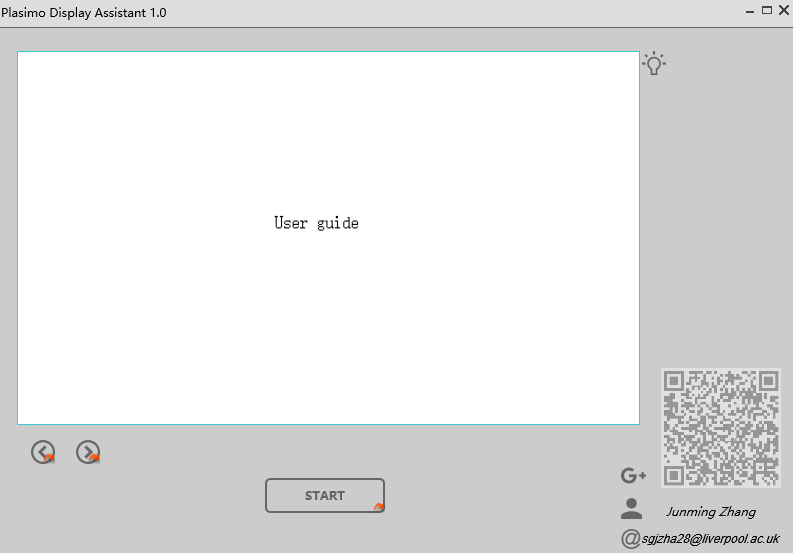 Plasimo Display Assistant 1.0
User guide
START
G+
Junming Zhang
@sgjzha28@liverpool.ac.uk